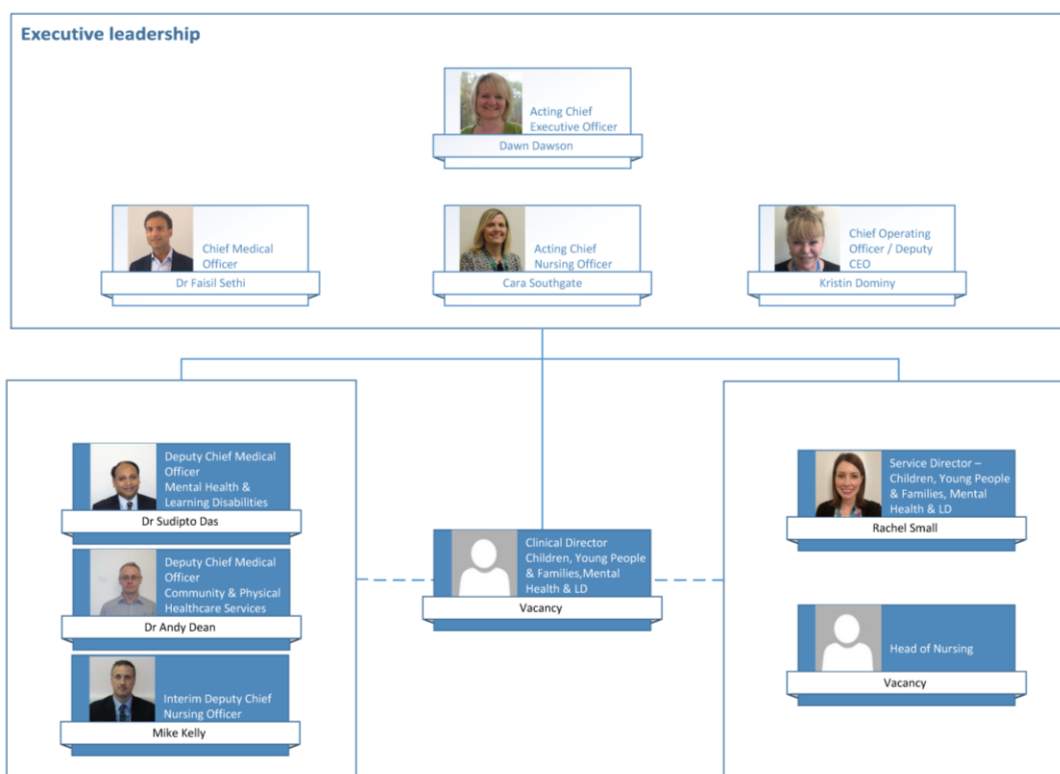 Executive leadership
Acting Chief
Executive Officer
Dawn Dawson
Chief Medical
Officer
Dr Faisil Sethi
Acting Chief
Nursing Officer
Cara Southgate
Chief Operating
Officer / Deputy
CEO
Kristin Dominy
Deputy Chief Medical
Officer
Mental Health &
Learning Disabilities
Dr Sudipto Das
Deputy Chief Medical
Officer
Community & Physical
Healthcare Services
Dr Andy Dean
Interim Deputy Chief
Nursing Officer
Mike Kelly
Clinical Director
Children, Young People
& Families,Mental
Health & LD
Vacancy
Service Director –
Children, Young People
& Families, Mental
Health & LD
Rachel Small
Head of Nursing
Vacancy